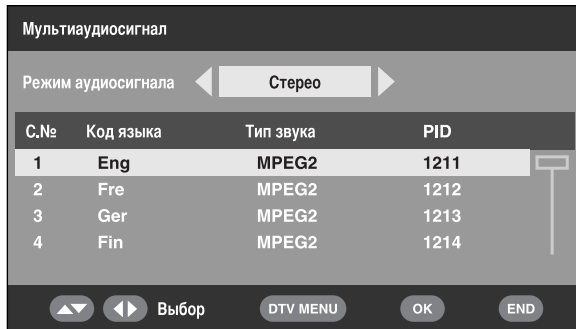 Мультиаудиосигнал
Режим аудиосигнала Стерео
С.№ Код языка Тип звука PID
1 Eng MPEG2 1211
2 Fre MPEG2 1212
3 Ger MPEG2 1213
4 Fin MPEG2 1214
Выбор DTV MENU OK END